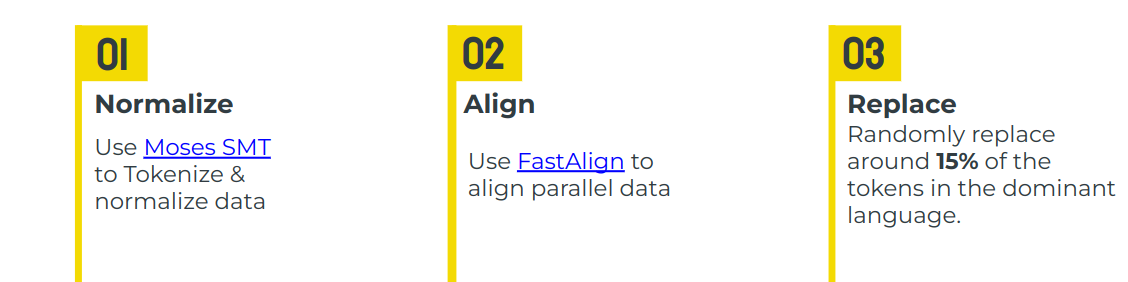 01
Normalize
Use Moses SMT
to Tokenize &
normalize data
02
Align
Use FastAlign to
align parallel data
03
Replace
Randomly replace
around 15% of the
tokens in the dominant
language.